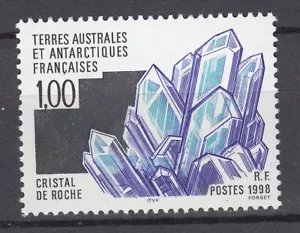 TERRES AUSTRALES
ET ANTARCTIQUES
FRANÇAISES
1,00
CRISTAL
DE ROCHE
R.F.
POSTES 1998
ITVF
FORGET